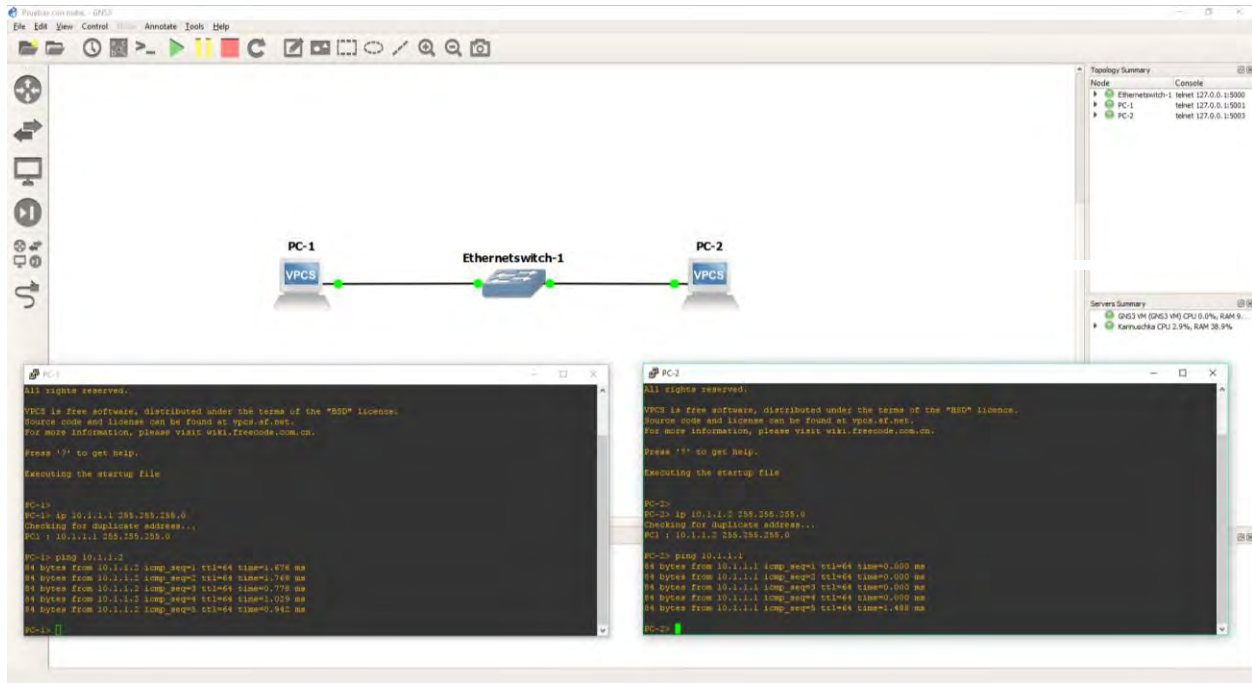 Pruebas con nube - GNS3
File Edit View Control Annotate Tools Help
Topology Summary
Node Console
Ethernetswitch-1 telnet 127.0.0.1:5000
PC-1 telnet 127.0.0.1:5001
PC-2 telnet 127.0.0.1:5003
PC-1
Ethernetswitch-1
PC-2
VPCS
VPCS
Servers Summary
GNS3 VM (GNS3 VM) CPU 0.0%, RAM 9...
CPU 2.9%, RAM 38.9%
PC-1
All rights reserved.
VPCS is free software, distributed under the terms of the "BSD" licence.
Source code and license can be found at vpcs.sf.net.
For more information, please visit wiki.freecode.com.cn.
Press '?' to get help.
Executing the startup file
PC-1>
PC-1> ip 10.1.1.1 255.255.255.0
Checking for duplicate address...
PC1 : 10.1.1.1 255.255.255.0
PC-1> ping 10.1.1.2
84 bytes from 10.1.1.2 icmp_seq=1 ttl=64 time=1.676 ms
84 bytes from 10.1.1.2 icmp_seq=2 ttl=64 time=1.768 ms
84 bytes from 10.1.1.2 icmp_seq=3 ttl=64 time=0.778 ms
84 bytes from 10.1.1.2 icmp_seq=4 ttl=64 time=1.029 ms
84 bytes from 10.1.1.2 icmp_seq=5 ttl=64 time=0.942 ms
PC-1>
PC-2
All rights reserved.
VPCS is free software, distributed under the terms of the "BSD" licence.
Source code and license can be found at vpcs.sf.net.
For more information, please visit wiki.freecode.com.cn.
Press '?' to get help.
Executing the startup file
PC-2>
PC-2> ip 10.1.1.2 255.255.255.0
Checking for duplicate address...
PC1 : 10.1.1.2 255.255.255.0
PC-2> ping 10.1.1.1
84 bytes from 10.1.1.1 icmp_seq=1 ttl=64 time=0.000 ms
84 bytes from 10.1.1.1 icmp_seq=2 ttl=64 time=0.000 ms
84 bytes from 10.1.1.1 icmp_seq=3 ttl=64 time=0.000 ms
84 bytes from 10.1.1.1 icmp_seq=4 ttl=64 time=0.000 ms
84 bytes from 10.1.1.1 icmp_seq=5 ttl=64 time=1.488 ms
PC-2>